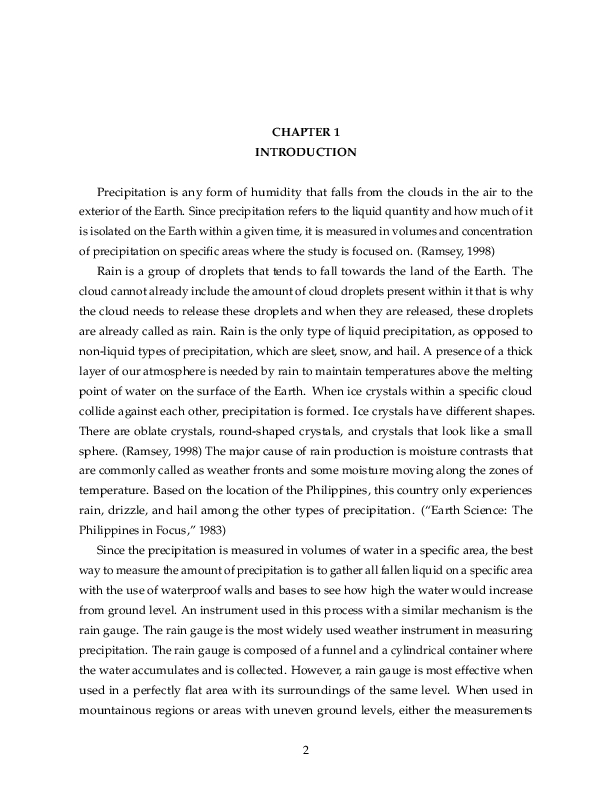 CHAPTER 1
INTRODUCTION
Precipitation is any form of humidity that falls from the clouds in the air to the
exterior of the Earth. Since precipitation refers to the liquid quantity and how much of it
is isolated on the Earth within a given time, it is measured in volumes and concentration
of precipitation on specific areas where the study is focused on. (Ramsey, 1998)
Rain is a group of droplets that tends to fall towards the land of the Earth. The
cloud cannot already include the amount of cloud droplets present within it that is why
the cloud needs to release these droplets and when they are released, these droplets
are already called as rain. Rain is the only type of liquid precipitation, as opposed to
non-liquid types of precipitation, which are sleet, snow, and hail. A presence of a thick
layer of our atmosphere is needed by rain to maintain temperatures above the melting
point of water on the surface of the Earth. When ice crystals within a specific cloud
collide against each other, precipitation is formed. Ice crystals have different shapes.
There are oblate crystals, round-shaped crystals, and crystals that look like a small
sphere. (Ramsey, 1998) The major cause of rain production is moisture contrasts that
are commonly called as weather fronts and some moisture moving along the zones of
temperature. Based on the location of the Philippines, this country only experiences
rain, drizzle, and hail among the other types of precipitation. (“Earth Science: The
Philippines in Focus,” 1983)
Since the precipitation is measured in volumes of water in a specific area, the best
way to measure the amount of precipitation is to gather all fallen liquid on a specific area
with the use of waterproof walls and bases to see how high the water would increase
from ground level. An instrument used in this process with a similar mechanism is the
rain gauge. The rain gauge is the most widely used weather instrument in measuring
precipitation. The rain gauge is composed of a funnel and a cylindrical container where
the water accumulates and is collected. However, a rain gauge is most effective when
used in a perfectly flat area with its surroundings of the same level. When used in
mountainous regions or areas with uneven ground levels, either the measurements
2